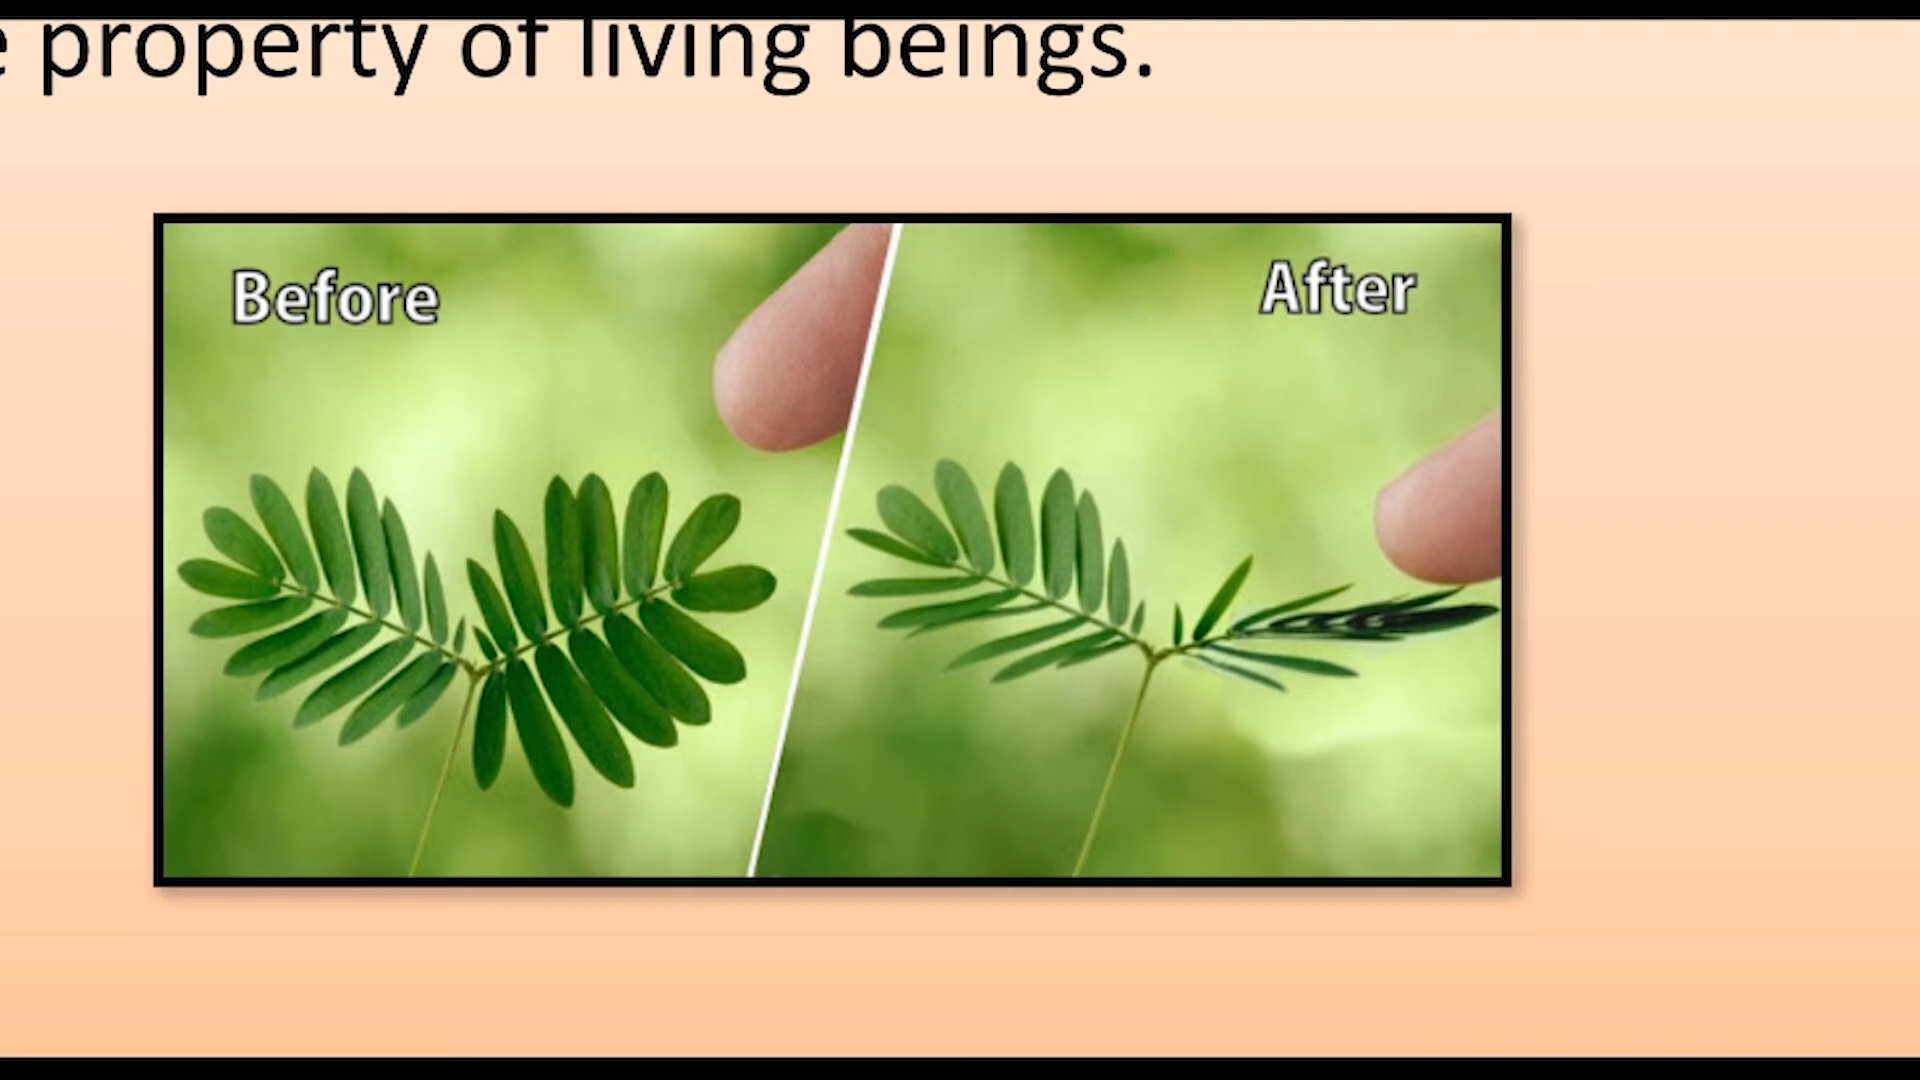 property of living beings.
Before
After